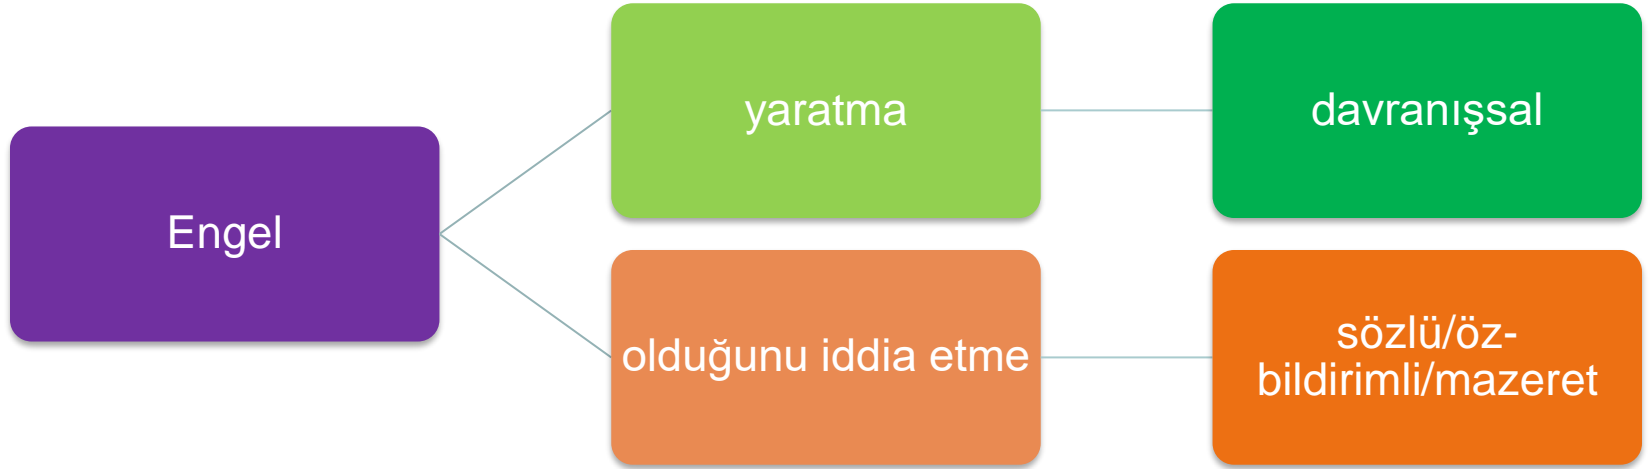 Engel
yaratma
davranışsal
olduğunu iddia etme
sözlü/öz-
bildirimli/mazeret